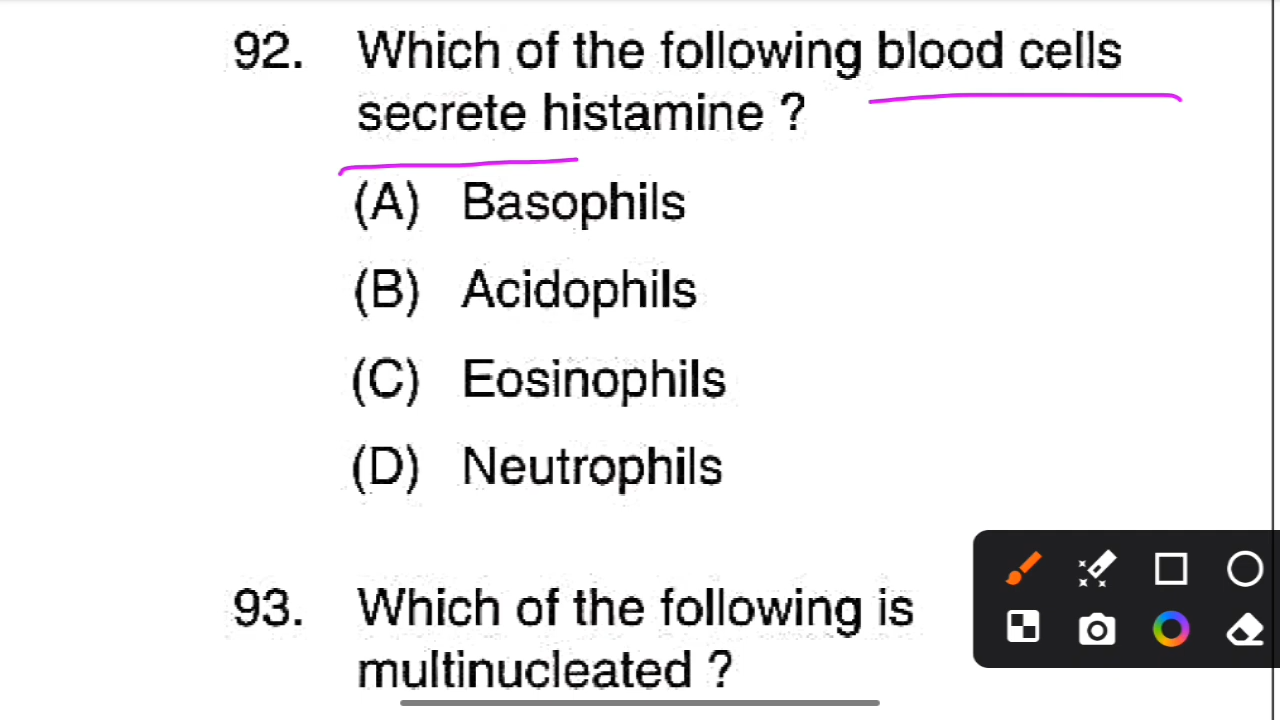 92. Which of the following blood cells
secrete histamine ?
(A) Basophils
(B) Acidophils
(C) Eosinophils
(D) Neutrophils
93. Which of the following is
multinucleated ?